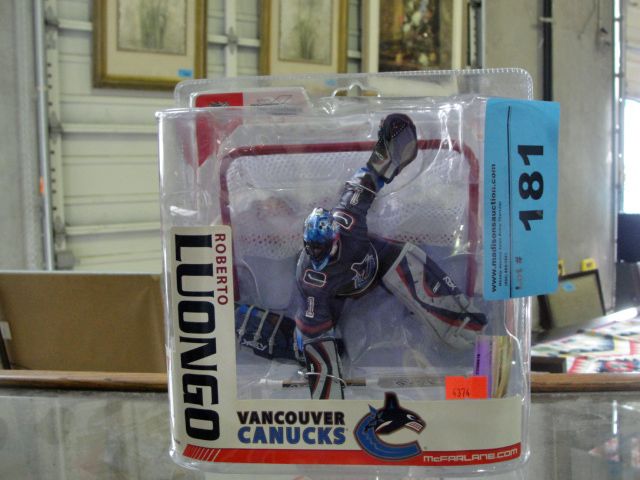 ROBERTO
LUONGO
VANCOUVER
CANUCKS
McFARLANE.COM
4374
www.madisonsauction.com
Lot #
181
1